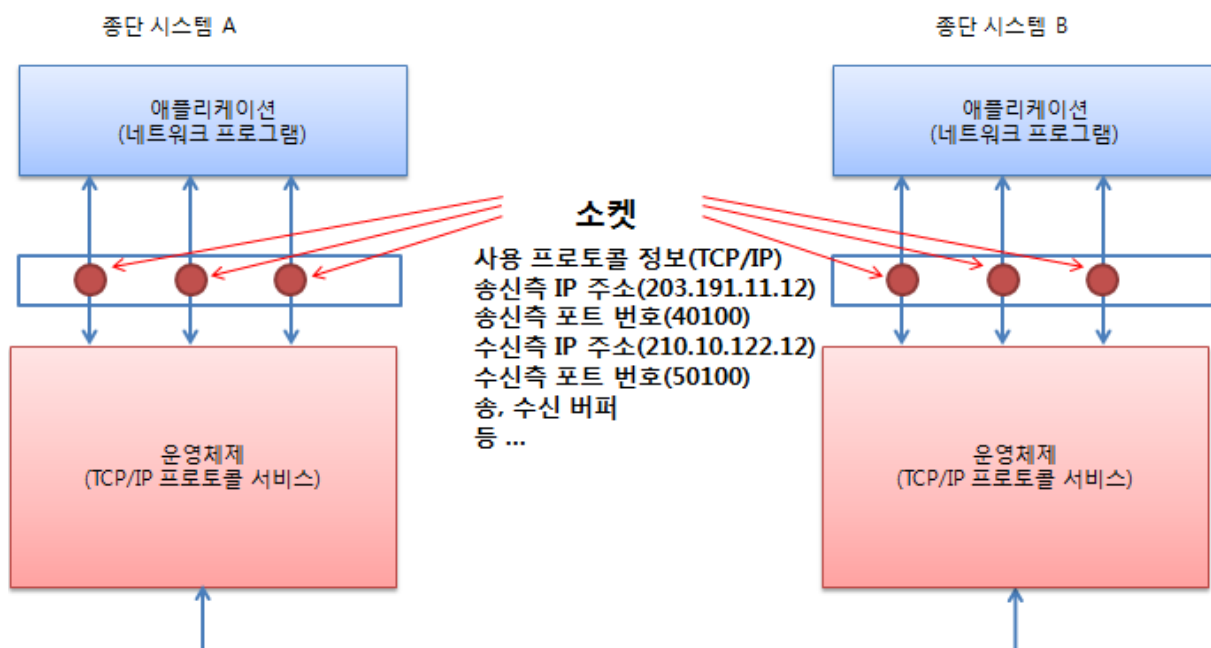 종단 시스템 A
종단 시스템 B
애플리케이션
(네트워크 프로그램)
애플리케이션
(네트워크 프로그램)
소켓
사용 프로토콜 정보(TCP/IP)
송신측 IP 주소(203.191.11.12)
송신측 포트 번호(40100)
수신측 IP 주소(210.10.122.12)
수신측 포트 번호(50100)
송, 수신 버퍼
등 ...
운영체제
(TCP/IP 프로토콜 서비스)
운영체제
(TCP/IP 프로토콜 서비스)